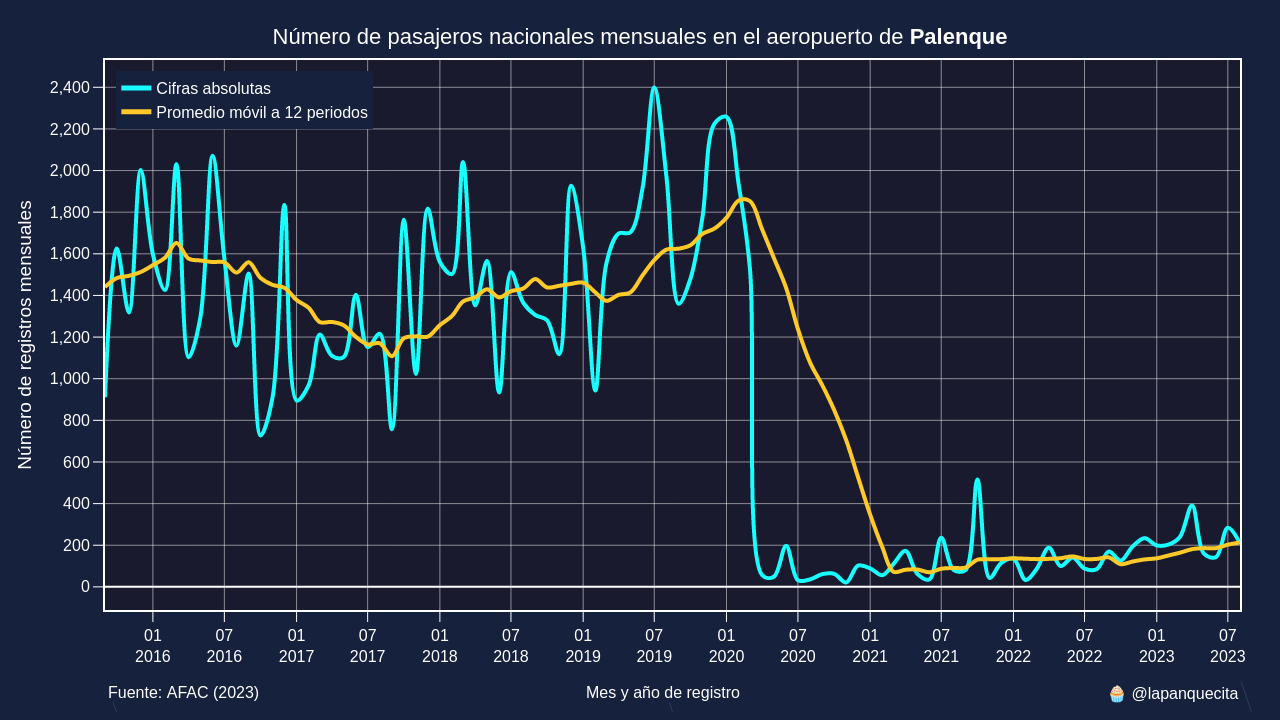 Número de pasajeros nacionales mensuales en el aeropuerto de Palenque
Cifras absolutas
Promedio móvil a 12 periodos
Número de registros mensuales
2,400
2,200
2,000
1,800
1,600
1,400
1,200
1,000
800
600
400
200
0
01 07 01 07 01 07 01 07 01 07 01 07 01 07 01 07
2016 2016 2017 2017 2018 2018 2019 2019 2020 2020 2021 2021 2022 2022 2023 2023
Fuente: AFAC (2023) Mes y año de registro 🧁 @lapanquecita